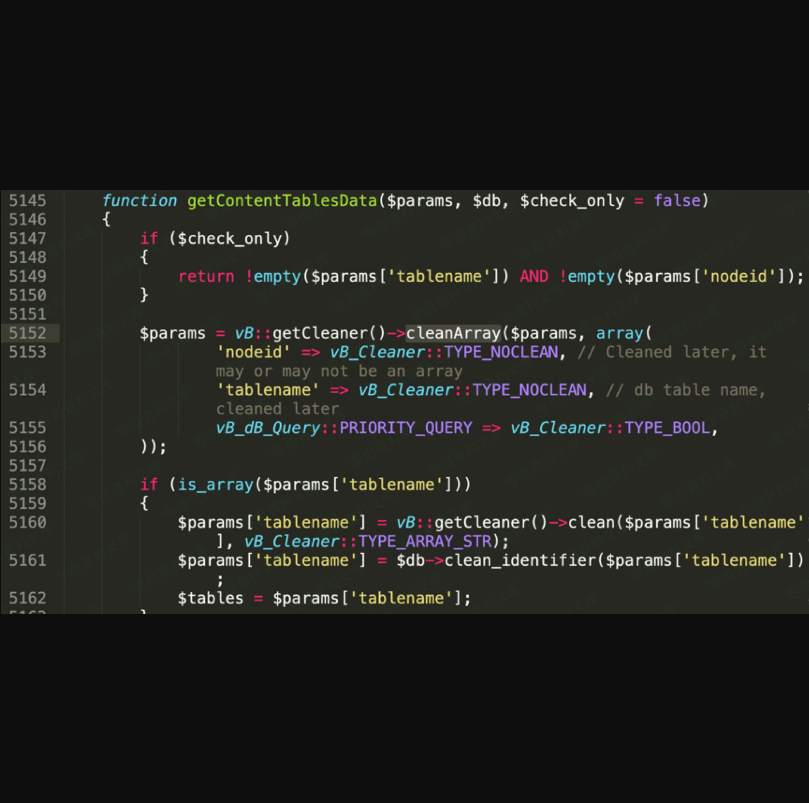 5145 function getContentTablesData($params, $db, $check_only = false)
5146 {
5147 if ($check_only)
5148 {
5149 return !empty($params['tablename']) AND !empty($params['nodeid']);
5150 }
5151
5152 $params = vB::getCleaner()->cleanArray($params, array(
5153 'nodeid' => vB_Cleaner::TYPE_NOCLEAN, // Cleaned later, it
may or may not be an array
5154 'tablename' => vB_Cleaner::TYPE_NOCLEAN, // db table name,
cleaned later
5155 vB_dB_Query::PRIORITY_QUERY => vB_Cleaner::TYPE_BOOL,
5156 ));
5157
5158 if (is_array($params['tablename']))
5159 {
5160 $params['tablename'] = vB::getCleaner()->clean($params['tablename'
], vB_Cleaner::TYPE_ARRAY_STR);
5161 $params['tablename'] = $db->clean_identifier($params['tablename'])
;
5162 $tables = $params['tablename'];